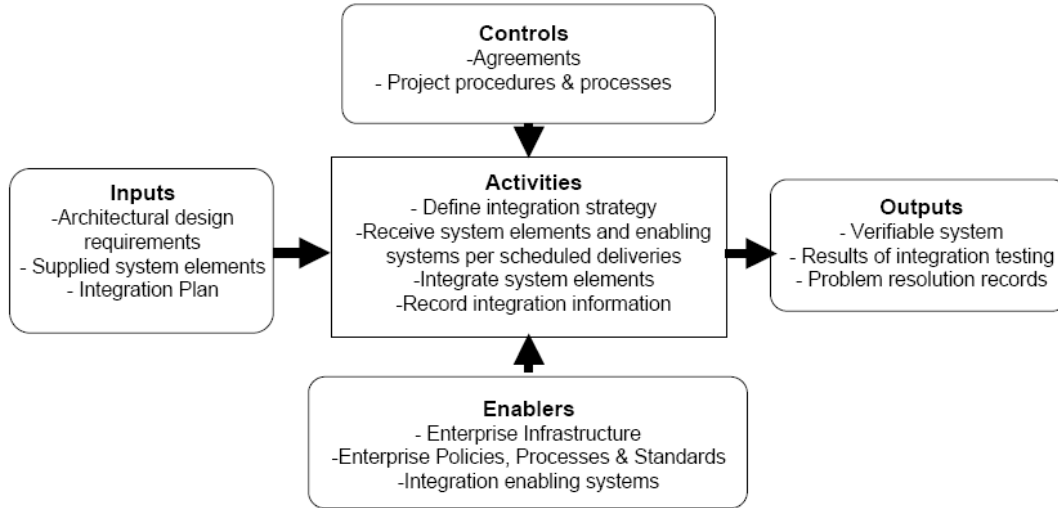 Controls
-Agreements
- Project procedures & processes
Inputs
-Architectural design
requirements
- Supplied system elements
- Integration Plan
Activities
- Define integration strategy
-Receive system elements and enabling
systems per scheduled deliveries
-Integrate system elements
-Record integration information
Outputs
- Verifiable system
- Results of integration testing
- Problem resolution records
Enablers
- Enterprise Infrastructure
-Enterprise Policies, Processes & Standards
-Integration enabling systems